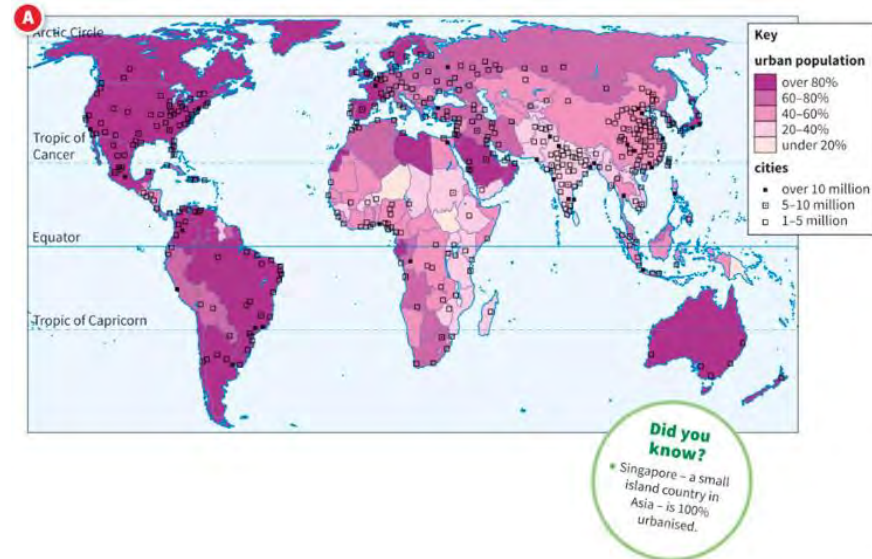 A
Arctic Circle
Tropic of
Cancer
Equator
Tropic of Capricorn
Key
urban population
over 80%
60–80%
40–60%
20–40%
under 20%
cities
over 10 million
5–10 million
1–5 million
Did you
know?
• Singapore – a small
island country in
Asia – is 100%
urbanised.